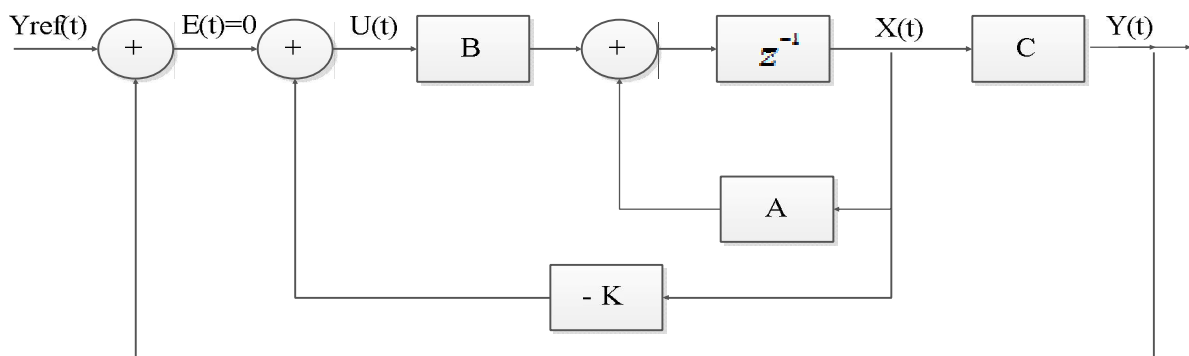 Yref(t) E(t)=0 U(t) X(t) Y(t)
+ + B + z⁻¹ C
A
- K